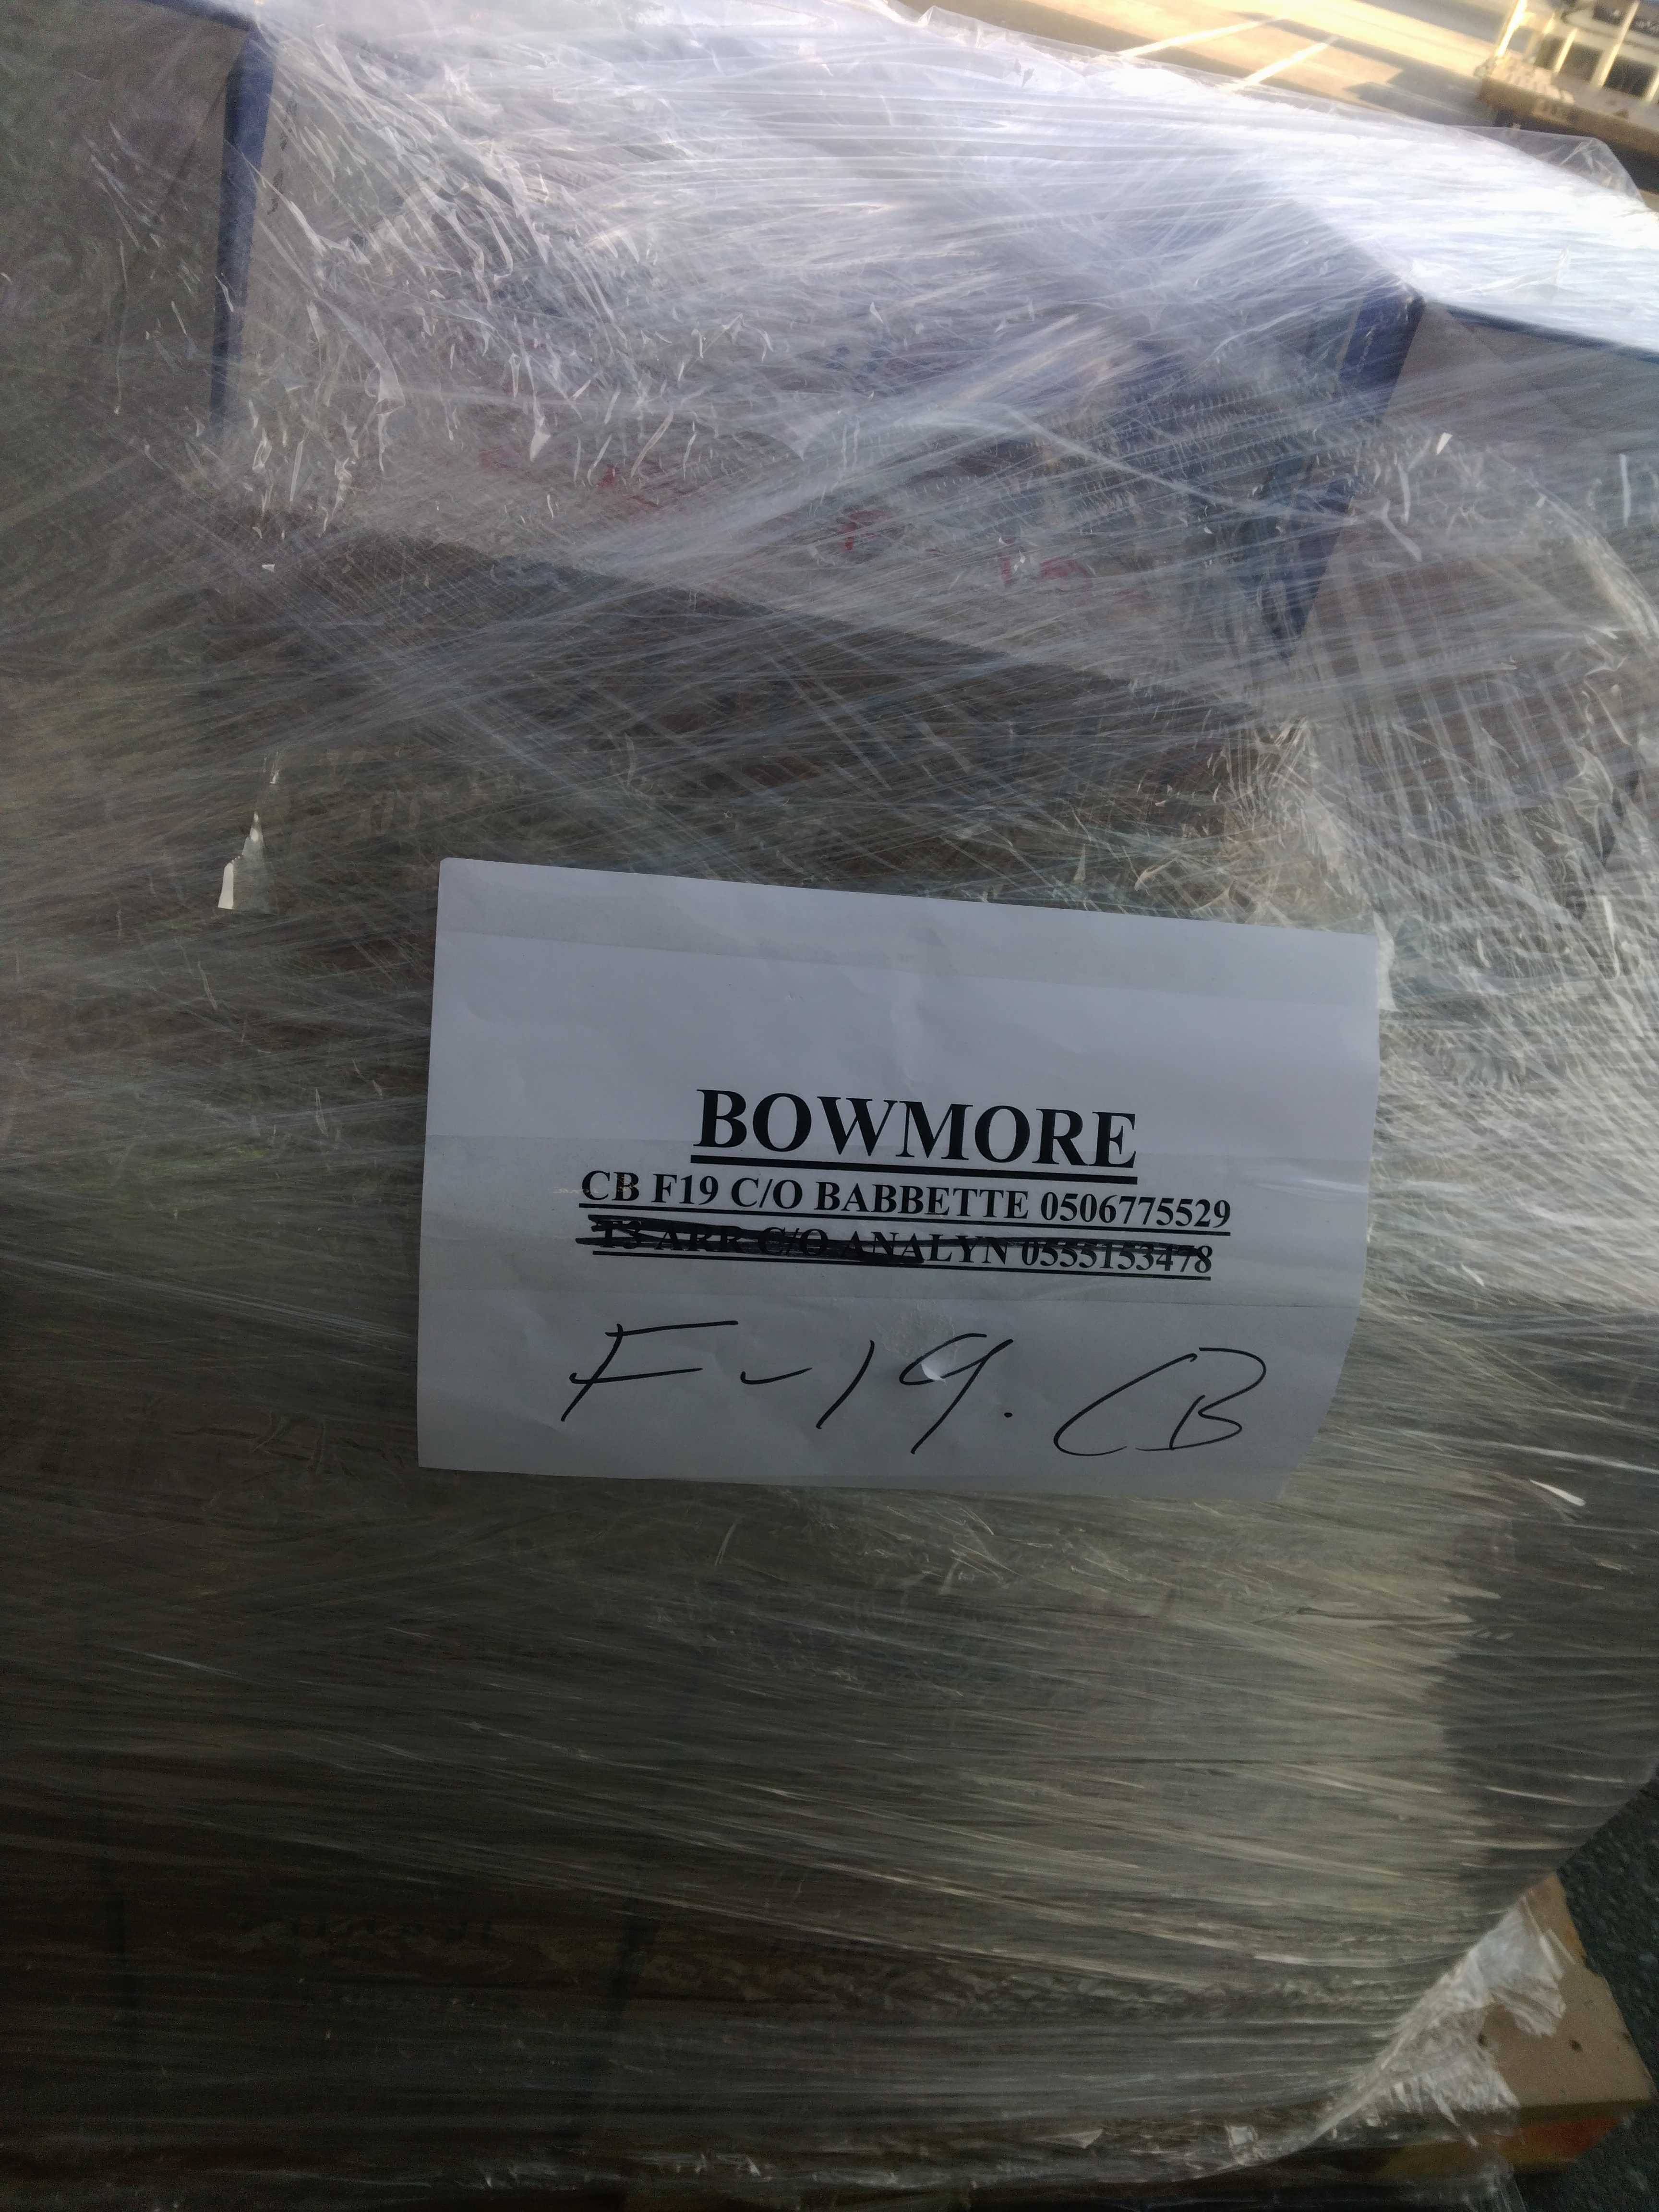 BOWMORE
CB F19 C/O BABBETTE 0506775529
T3 ARR C/O ANALYN 0555153478
F-19. CB